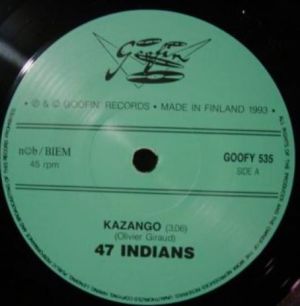 Goofin'
• ℗ & © GOOFIN' RECORDS • MADE IN FINLAND 1993 •
n©b/BIEM
45 rpm
GOOFY 535
SIDE A
KAZANGO (3.06)
(Olivier Giraud)
47 INDIANS